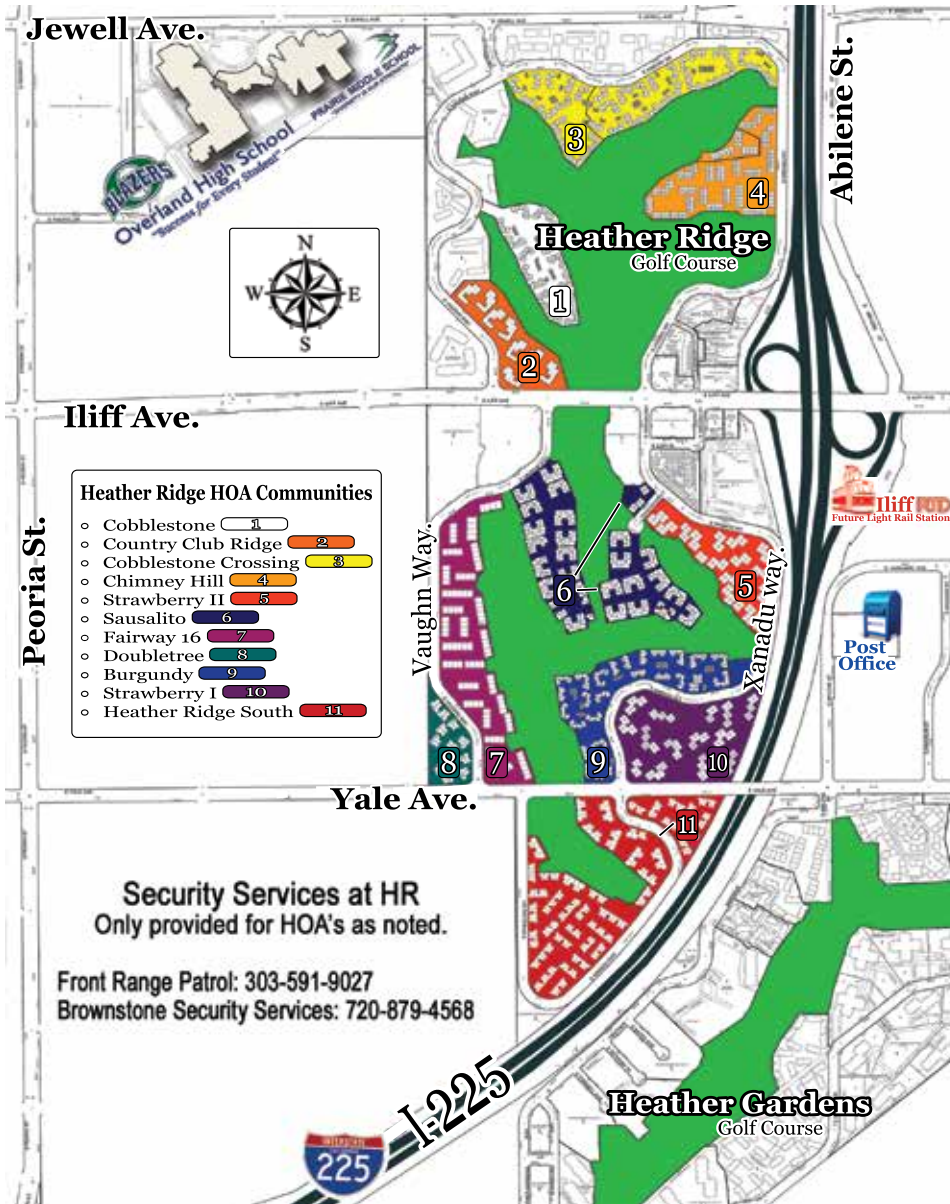 Jewell Ave.
PRAIRIE MIDDLE SCHOOL
BLAZERS
Overland High School
"Success for Every Student"
Abilene St.
3
4
Heather Ridge
Golf Course
N
W E
S
1
2
Iliff Ave.
Heather Ridge HOA Communities
Cobblestone 1
Country Club Ridge 2
Cobblestone Crossing 3
Chimney Hill 4
Strawberry II 5
Sausalito 6
Fairway 16 7
Doubletree 8
Burgundy 9
Strawberry I 10
Heather Ridge South 11
Peoria St.
Vaughn Way.
Xanadu way.
Iliff RTD
Future Light Rail Station
Post
Office
5
6
7
8
9
10
Yale Ave.
11
Security Services at HR
Only provided for HOA's as noted.
Front Range Patrol: 303-591-9027
Brownstone Security Services: 720-879-4568
I-225
INTERSTATE
225
Heather Gardens
Golf Course